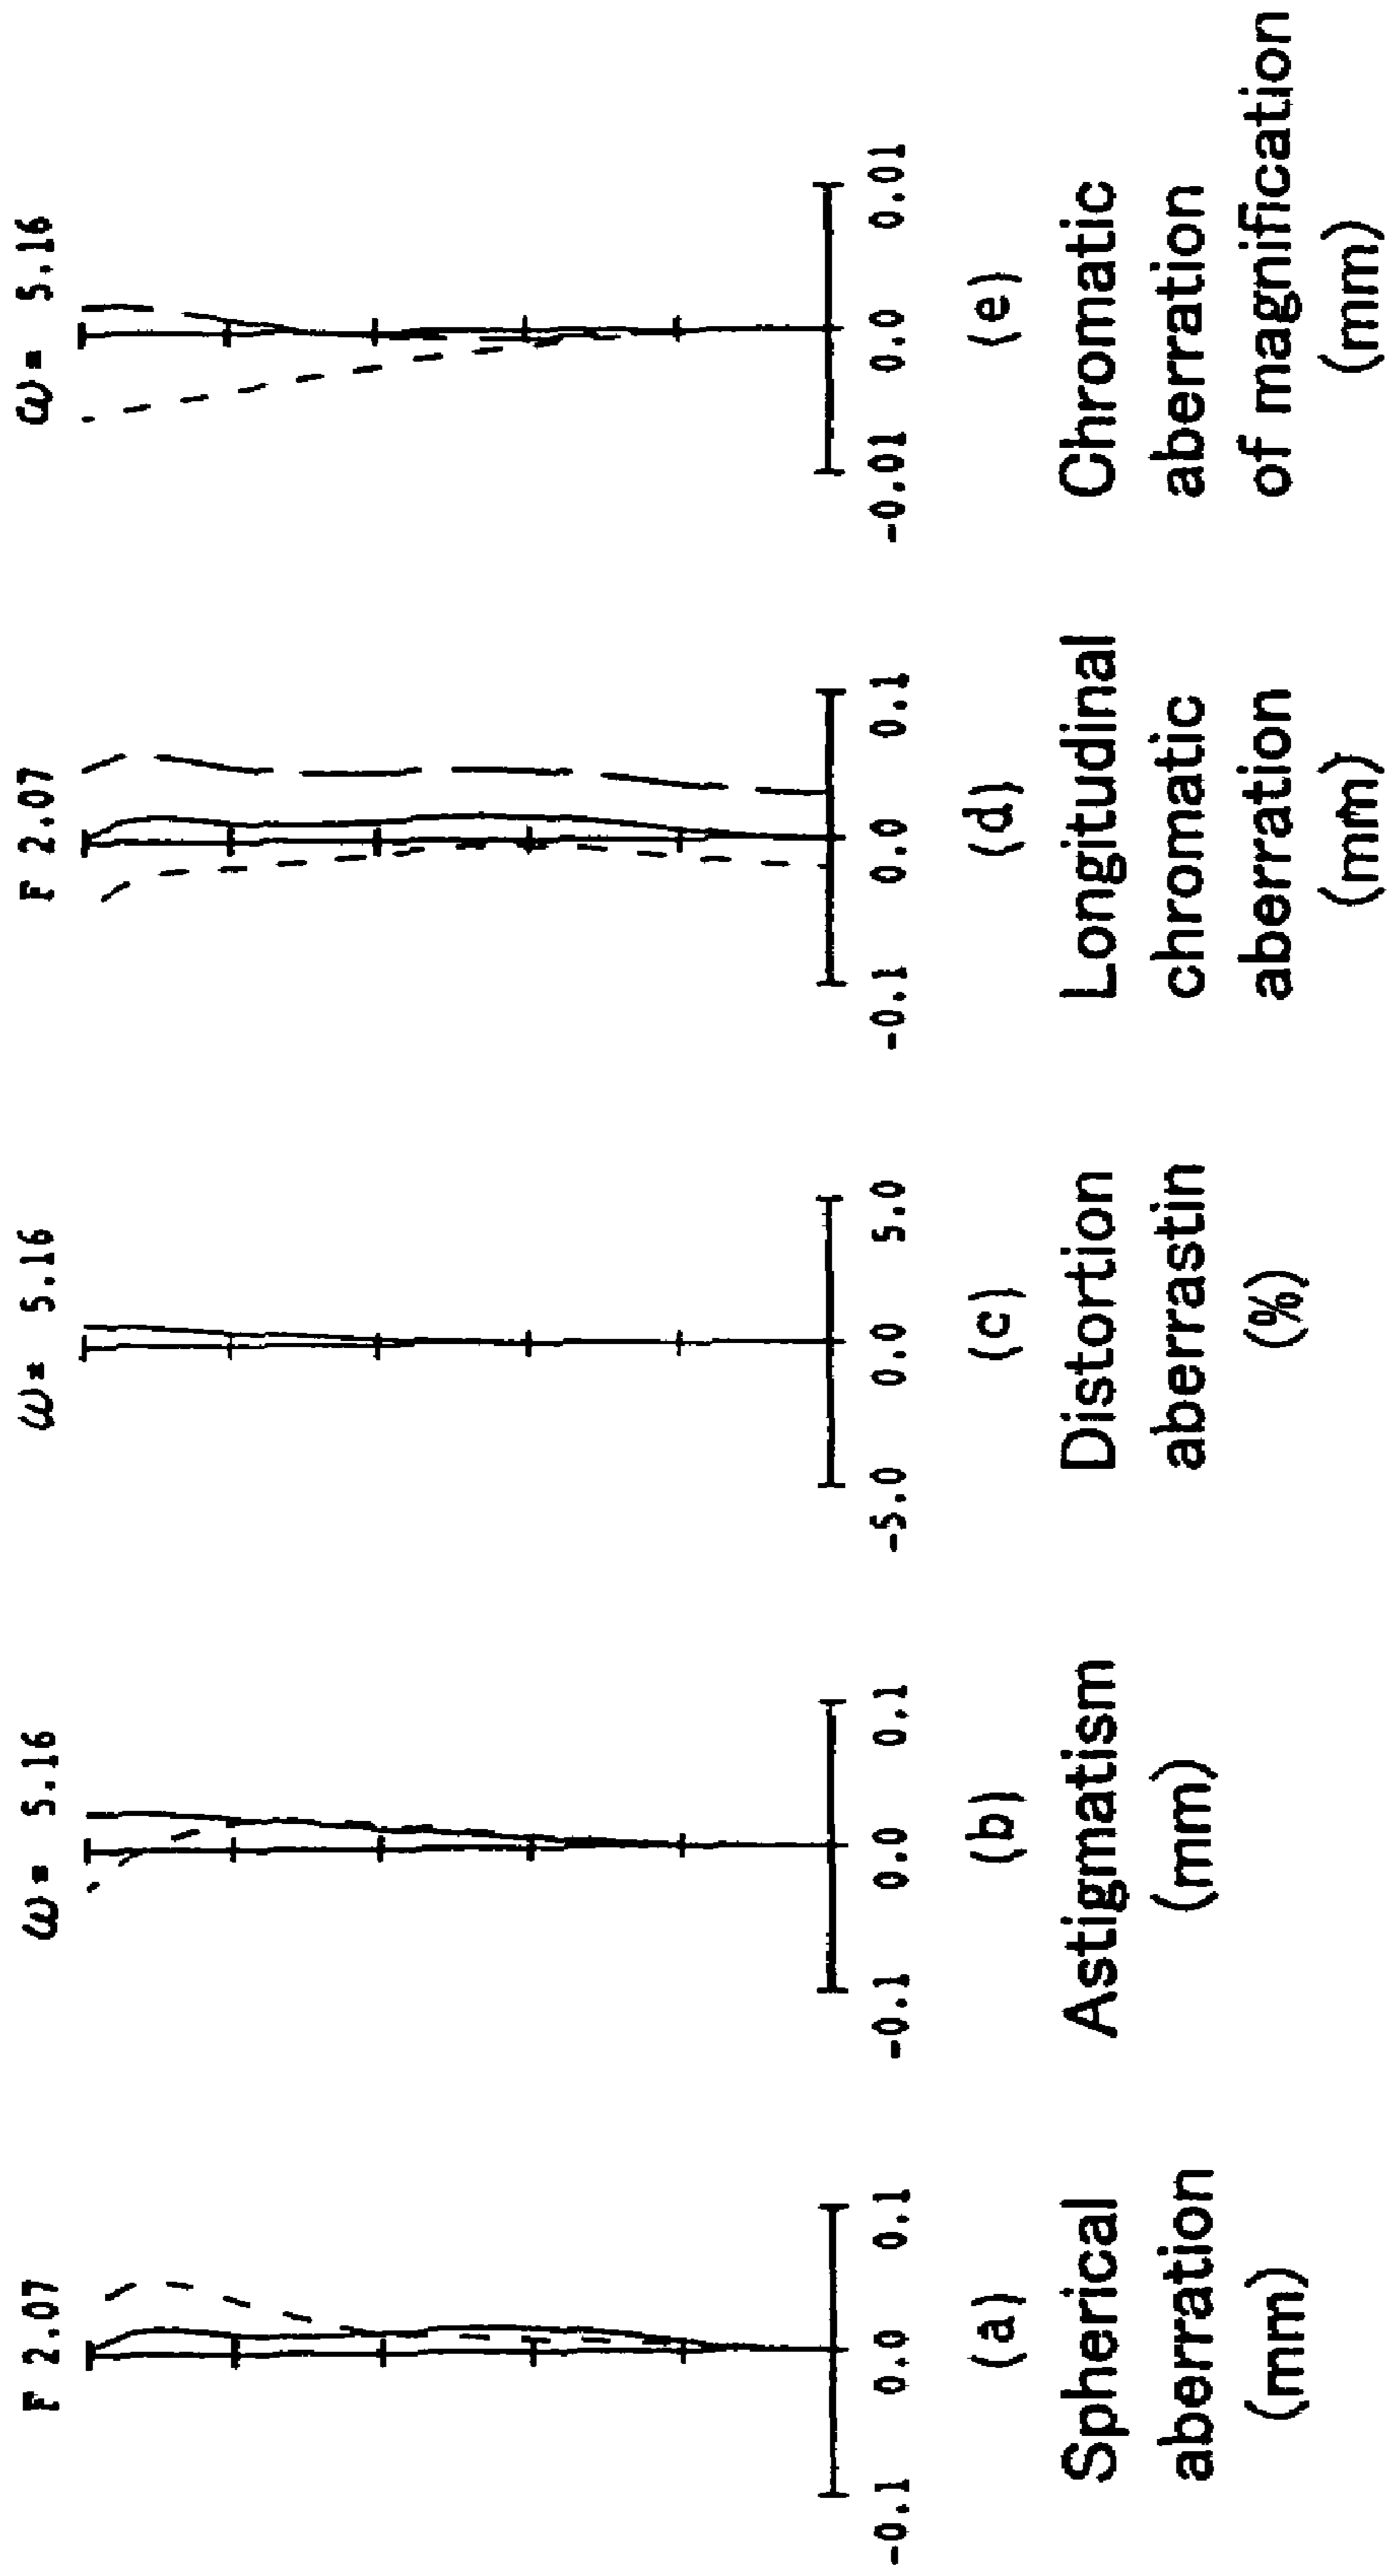 F 2.07
-0.1 0.0 0.1
(a)
Spherical
aberration
(mm)
ω= 5.16
-0.1 0.0 0.1
(b)
Astigmatism
(mm)
ω= 5.16
-5.0 0.0 5.0
(c)
Distortion
aberrastin
(%)
F 2.07
-0.1 0.0 0.1
(d)
Longitudinal
chromatic
aberration
(mm)
ω= 5.16
-0.01 0.0 0.01
(e)
Chromatic
aberration
of magnification
(mm)